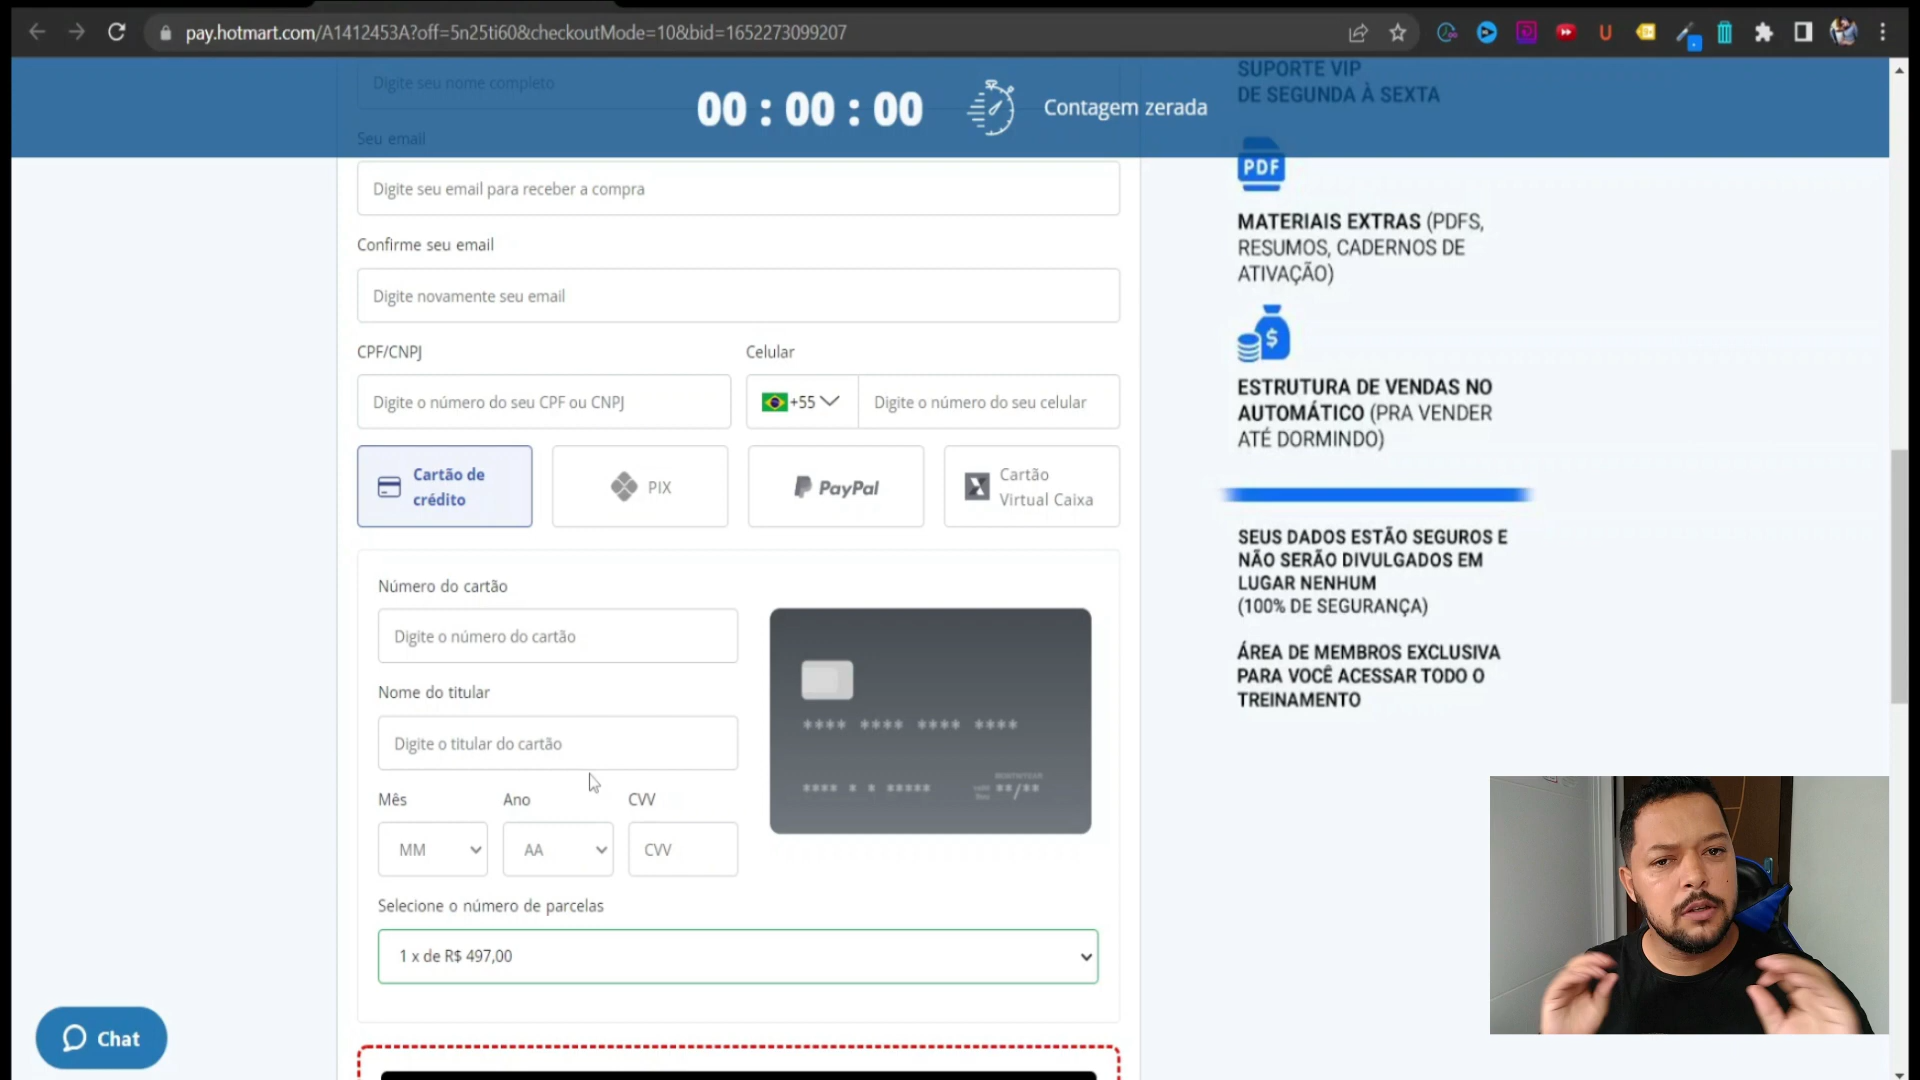 pay.hotmart.com/A1412453A?off=5n25ti60&checkoutMode=10&bid=1652273099207
Digite seu nome completo
00 : 00 : 00
Contagem zerada
Seu email
Digite seu email para receber a compra
Confirme seu email
Digite novamente seu email
CPF/CNPJ
Celular
Digite o número do seu CPF ou CNPJ
+55
Digite o número do seu celular
Cartão de
crédito
PIX
PayPal
Cartão
Virtual Caixa
Número do cartão
Digite o número do cartão
Nome do titular
Digite o titular do cartão
Mês
Ano
CVV
MM
AA
CVV
**** **** **** ****
**** * * *****
**/**
Selecione o número de parcelas
1 x de R$ 497,00
Chat
SUPORTE VIP
DE SEGUNDA À SEXTA
PDF
MATERIAIS EXTRAS (PDFS,
RESUMOS, CADERNOS DE
ATIVAÇÃO)
$
ESTRUTURA DE VENDAS NO
AUTOMÁTICO (PRA VENDER
ATÉ DORMINDO)
SEUS DADOS ESTÃO SEGUROS E
NÃO SERÃO DIVULGADOS EM
LUGAR NENHUM
(100% DE SEGURANÇA)
ÁREA DE MEMBROS EXCLUSIVA
PARA VOCÊ ACESSAR TODO O
TREINAMENTO